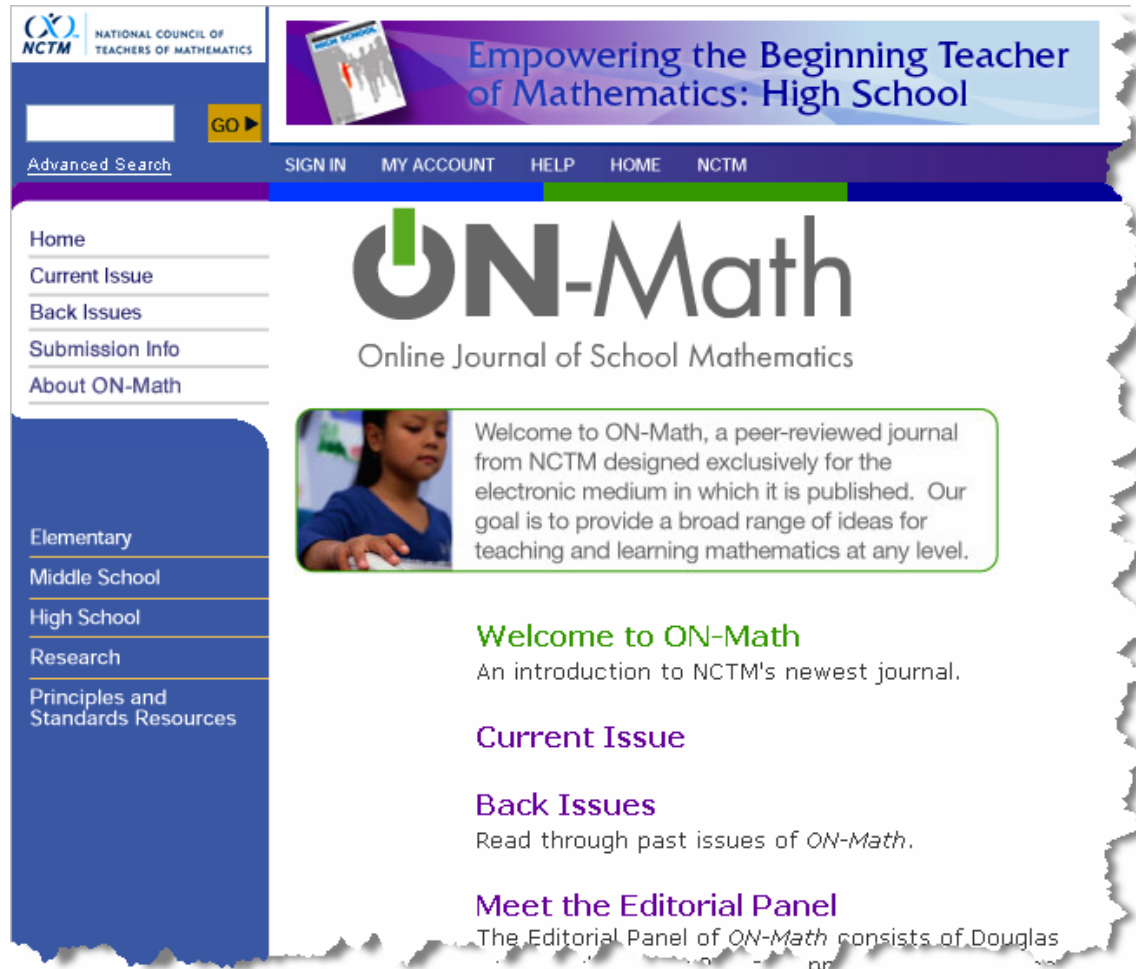 NCTM
NATIONAL COUNCIL OF
TEACHERS OF MATHEMATICS
HIGH SCHOOL
Empowering the Beginning Teacher
of Mathematics: High School
GO
Advanced Search
SIGN IN MY ACCOUNT HELP HOME NCTM
Home
Current Issue
Back Issues
Submission Info
About ON-Math
ON-Math
Online Journal of School Mathematics
Welcome to ON-Math, a peer-reviewed journal
from NCTM designed exclusively for the
electronic medium in which it is published. Our
goal is to provide a broad range of ideas for
teaching and learning mathematics at any level.
Elementary
Middle School
High School
Research
Principles and
Standards Resources
Welcome to ON-Math
An introduction to NCTM's newest journal.
Current Issue
Back Issues
Read through past issues of ON-Math.
Meet the Editorial Panel
The Editorial Panel of ON-Math consists of Douglas